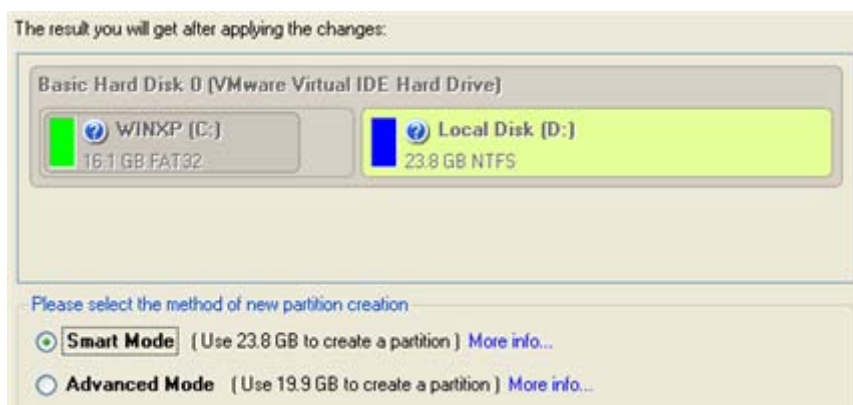 The result you will get after applying the changes:
Basic Hard Disk 0 (VMware Virtual IDE Hard Drive)
WINXP (C:)
16.1 GB FAT32
Local Disk (D:)
23.8 GB NTFS
Please select the method of new partition creation
Smart Mode ( Use 23.8 GB to create a partition ) More info...
Advanced Mode ( Use 19.9 GB to create a partition ) More info...